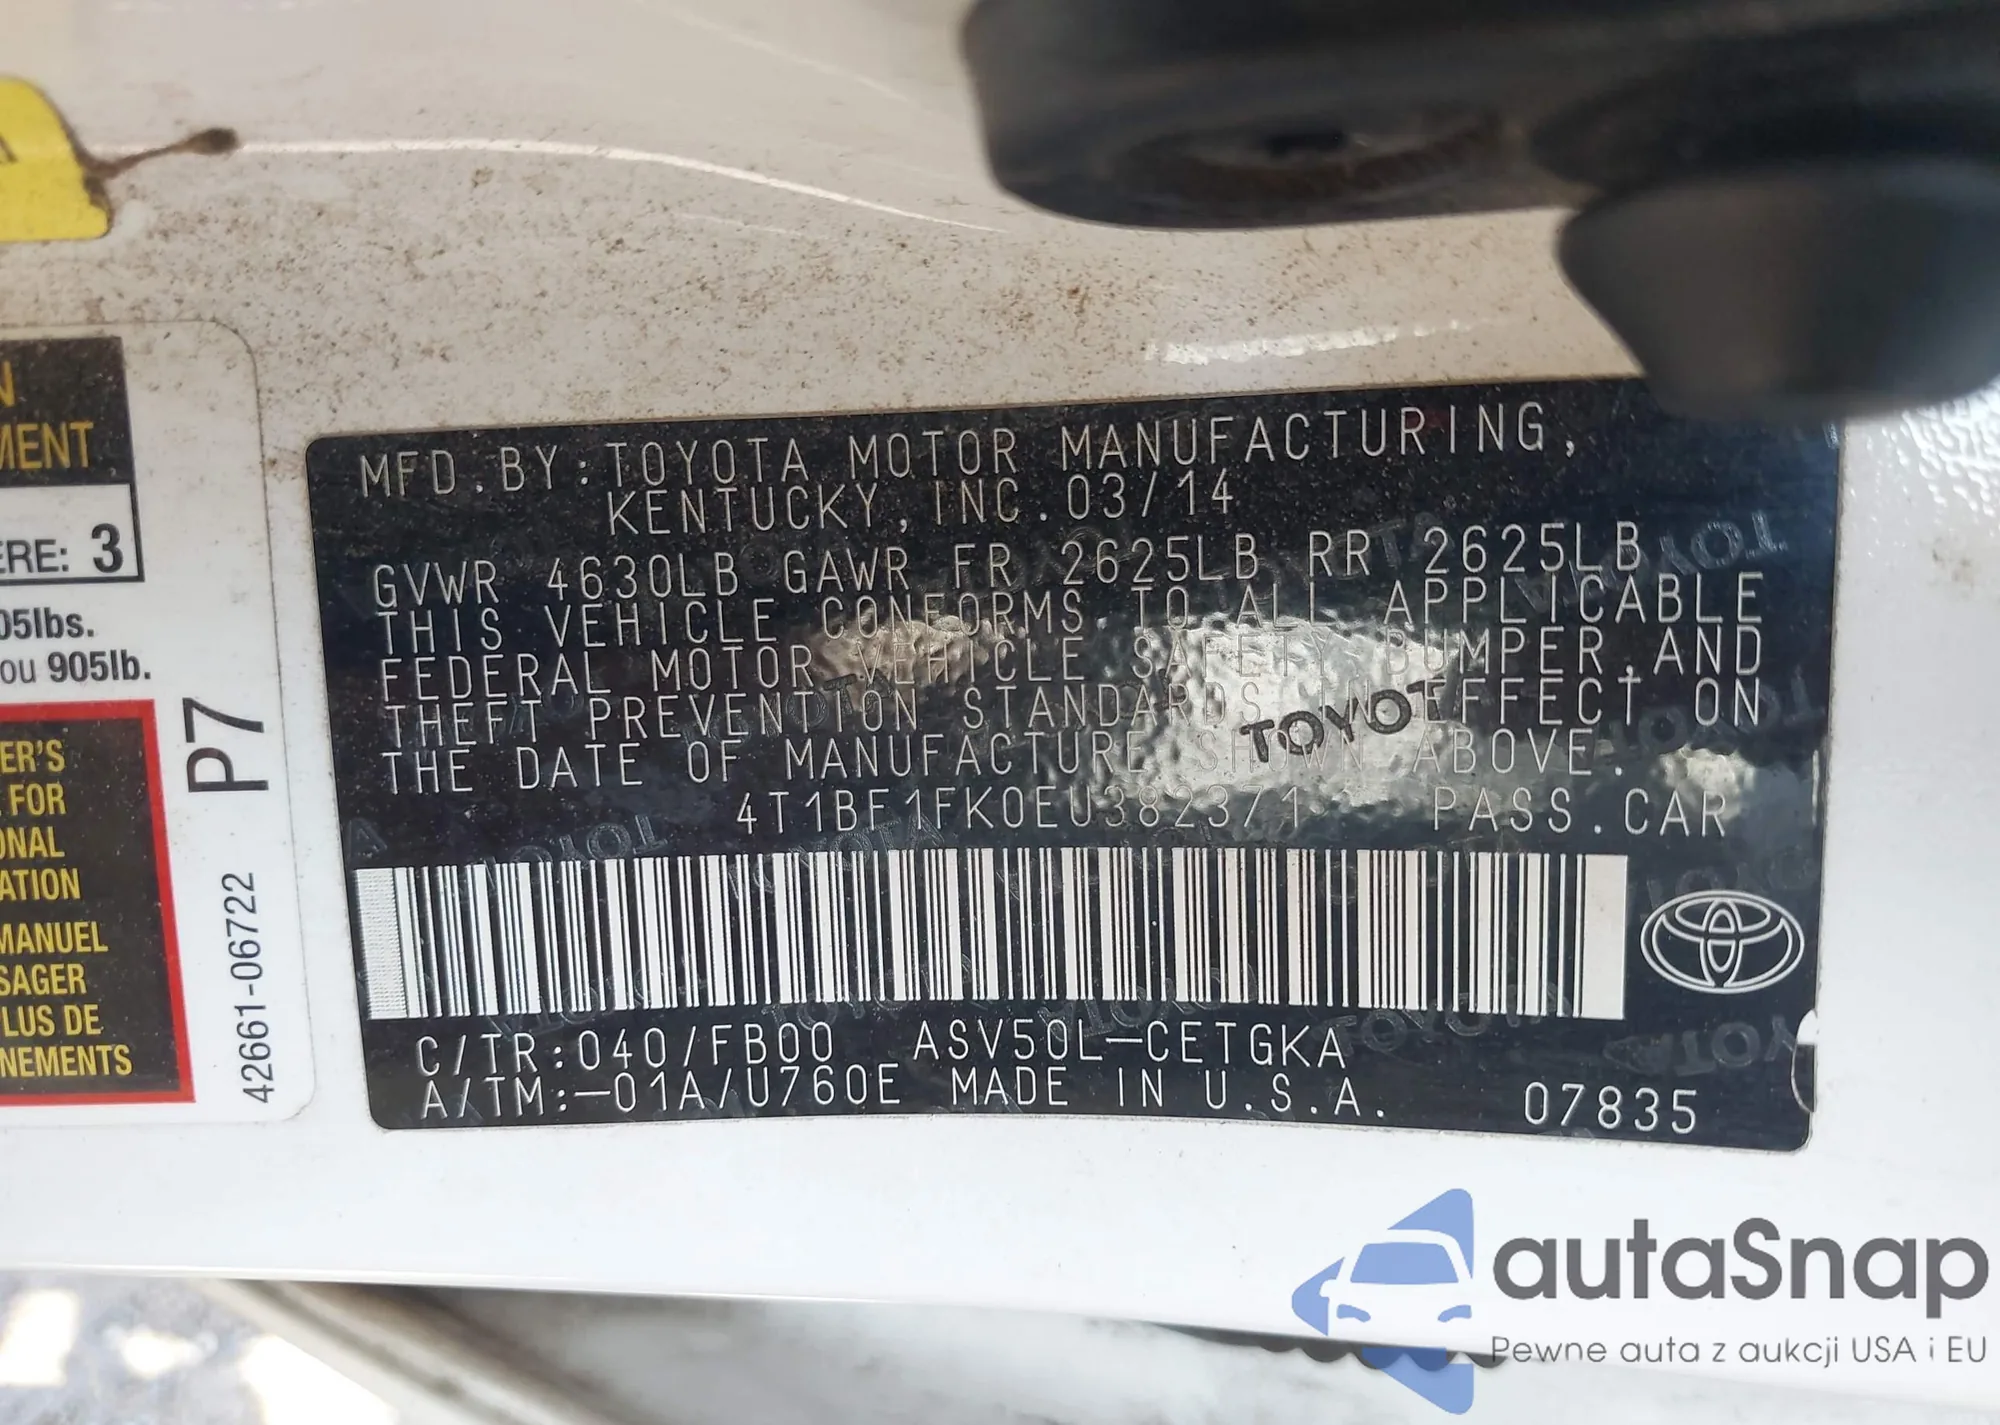 N
MENT
ERE: 3
05lbs.
ou 905lb.
ER'S
FOR
ONAL
ATION
MANUEL
SAGER
PLUS DE
NEMENTS
P7
42661-06722
MFD.BY:TOYOTA MOTOR MANUFACTURING,
KENTUCKY, INC. 03/14
GVWR 4630LB GAWR FR 2625LB RR 2625LB
THIS VEHICLE CONFORMS TO ALL APPLICABLE
FEDERAL MOTOR VEHICLE SAFETY BUMPER,AND
THEFT PREVENTION STANDARDS IN EFFECT ON
THE DATE OF MANUFACTURE SHOWN ABOVE.
4T1BF1FK0EU382371 PASS.CAR
C/TR:040/FB00 ASV50L-CETGKA
A/TM:-01A/U760E MADE IN U.S.A.
07835
TOYOT
autaSnap
Pewne auta z aukcji USA i EU